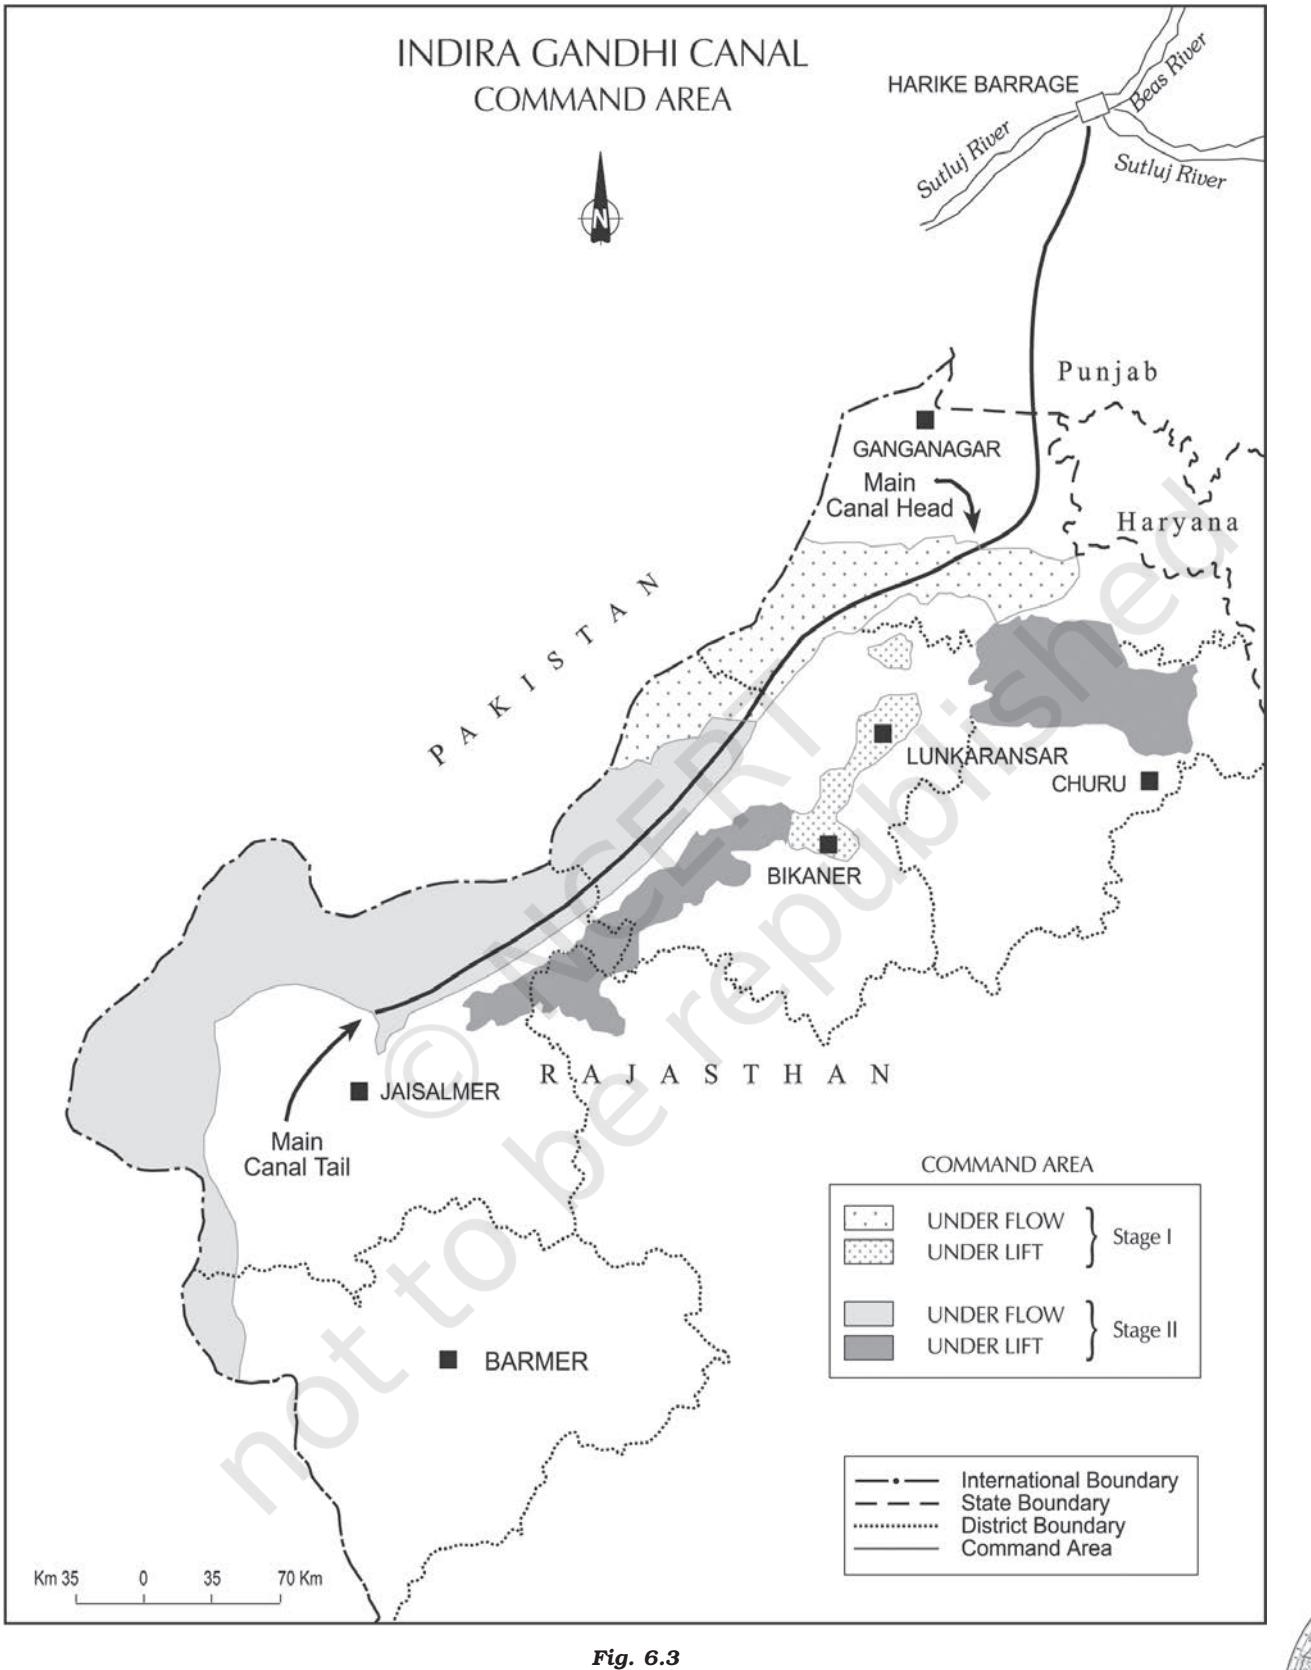 INDIRA GANDHI CANAL
COMMAND AREA
HARIKE BARRAGE
Beas River
Sutluj River
Sutluj River
N
Punjab
GANGANAGAR
Main
Canal Head
Haryana
PAKISTAN
LUNKARANSAR
CHURU
BIKANER
RAJASTHAN
JAISALMER
Main
Canal Tail
BARMER
COMMAND AREA
UNDER FLOW
UNDER LIFT
Stage I
UNDER FLOW
UNDER LIFT
Stage II
International Boundary
State Boundary
District Boundary
Command Area
Km 35 0 35 70 Km
© NCERT
not to be republished
Fig. 6.3